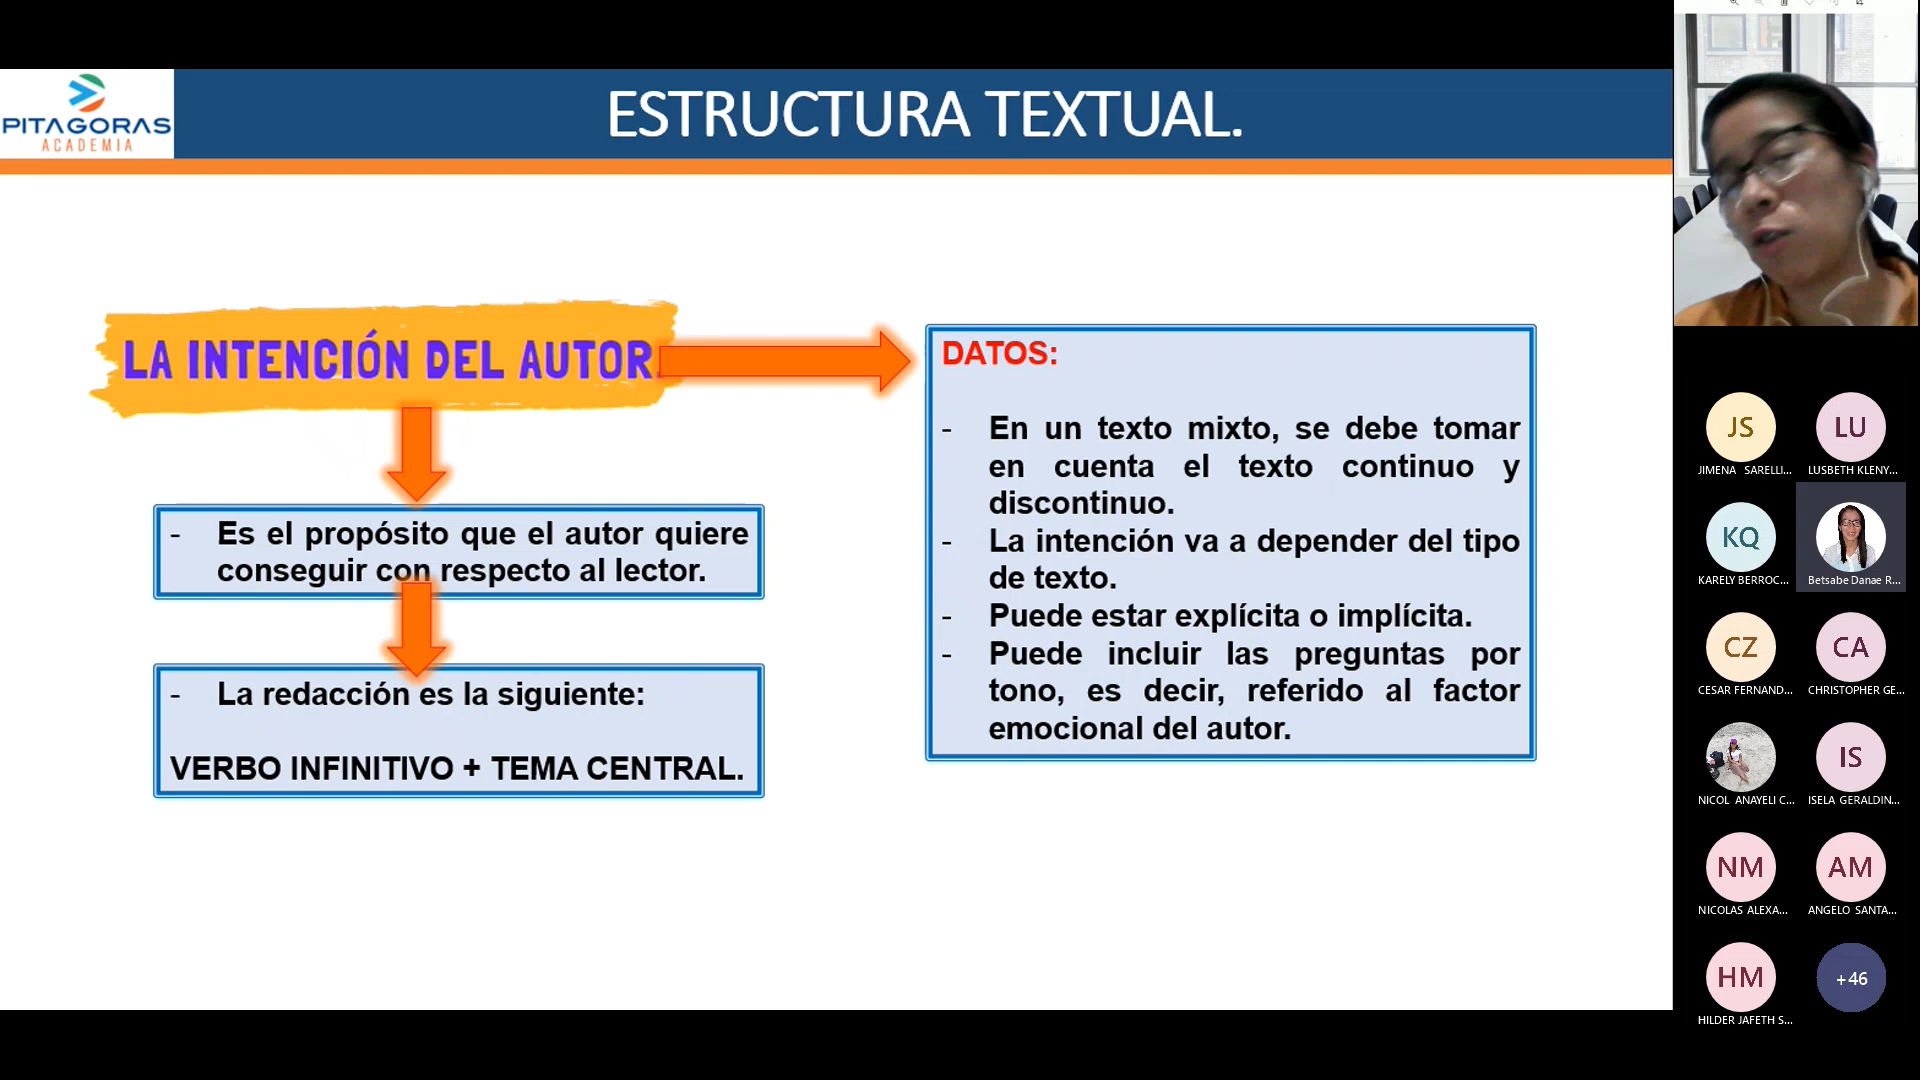 PITAGORAS
ACADEMIA
ESTRUCTURA TEXTUAL.
LA INTENCIÓN DEL AUTOR.
- Es el propósito que el autor quiere
conseguir con respecto al lector.
- La redacción es la siguiente:
VERBO INFINITIVO + TEMA CENTRAL.
DATOS:
- En un texto mixto, se debe tomar
en cuenta el texto continuo y
discontinuo.
- La intención va a depender del tipo
de texto.
- Puede estar explícita o implícita.
- Puede incluir las preguntas por
tono, es decir, referido al factor
emocional del autor.
JS
JIMENA SARELLI...
LU
LUSBETH KLENY...
KQ
KARELY BERROC...
Betsabe Danae R...
CZ
CESAR FERNAND...
CA
CHRISTOPHER GE...
NICOL ANAYELI C...
IS
ISELA GERALDIN...
NM
NICOLAS ALEXA...
AM
ANGELO SANTA...
HM
HILDER JAFETH S...
+46